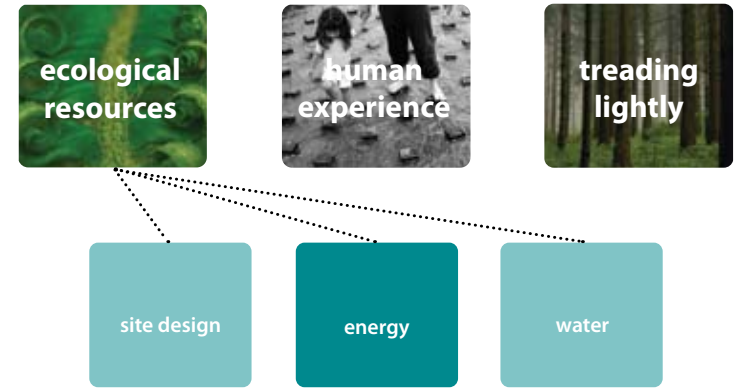 ecological
resources
human
experience
treading
lightly
site design
energy
water